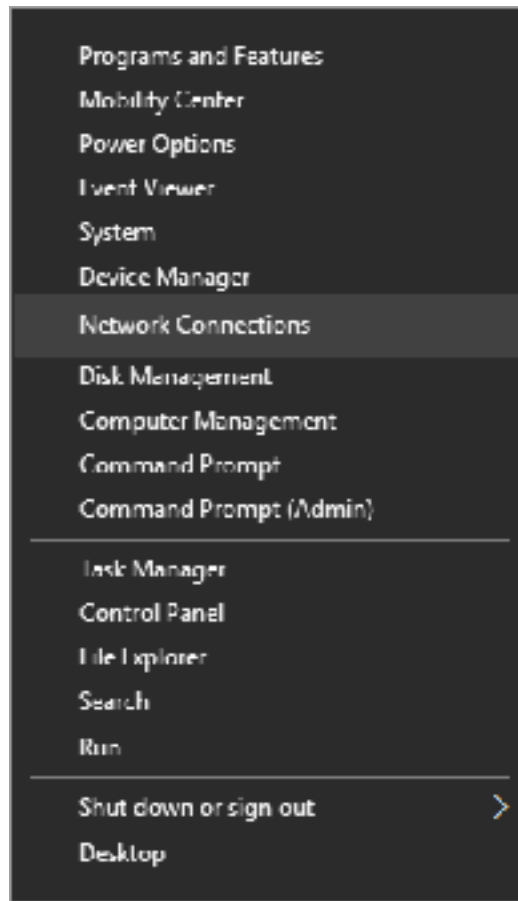 Programs and Features
Mobility Center
Power Options
Event Viewer
System
Device Manager
Network Connections
Disk Management
Computer Management
Command Prompt
Command Prompt (Admin)
Task Manager
Control Panel
File Explorer
Search
Run
Shut down or sign out
Desktop